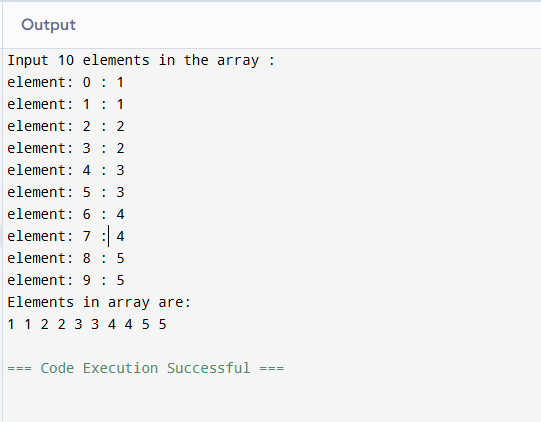 Output
Input 10 elements in the array :
element: 0 : 1
element: 1 : 1
element: 2 : 2
element: 3 : 2
element: 4 : 3
element: 5 : 3
element: 6 : 4
element: 7 : 4
element: 8 : 5
element: 9 : 5
Elements in array are:
1 1 2 2 3 3 4 4 5 5
=== Code Execution Successful ===